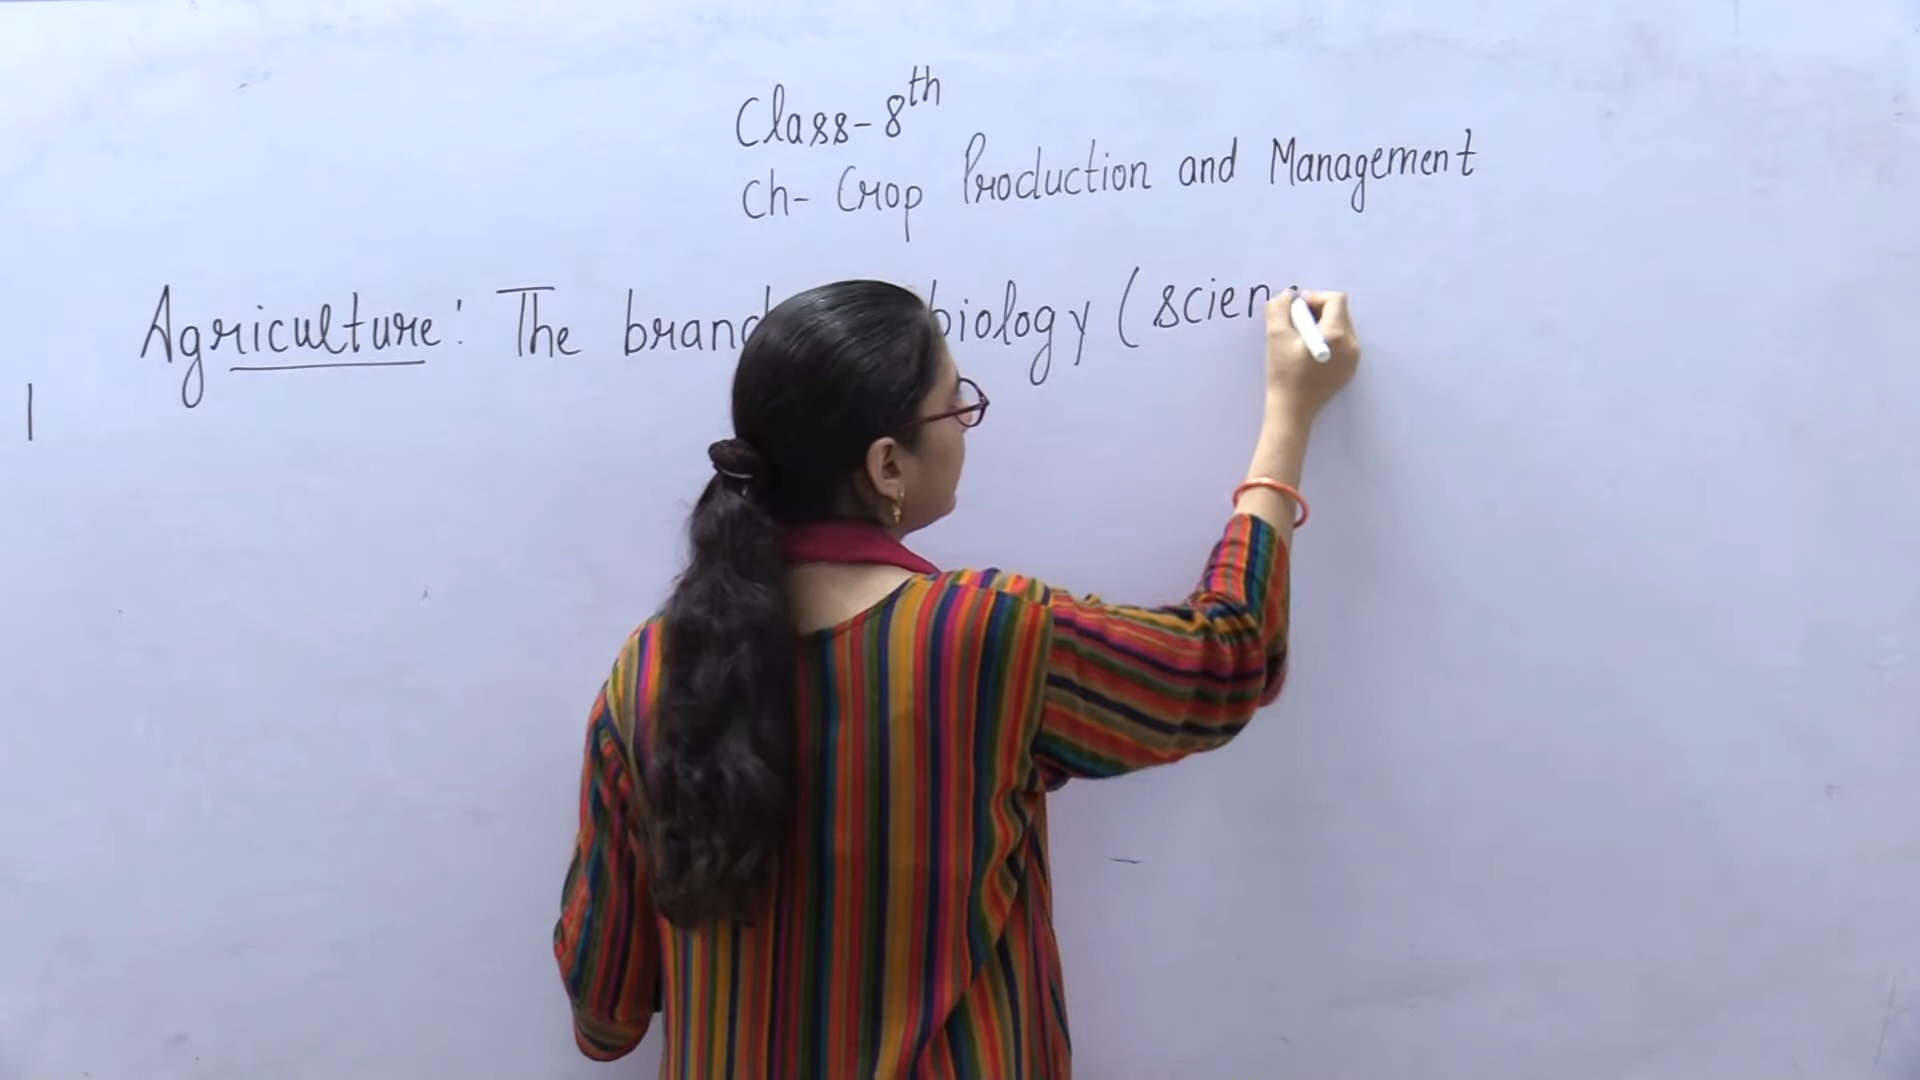 Class-8th
Ch- Crop Production and Management
Agriculture: The branc biology (scien